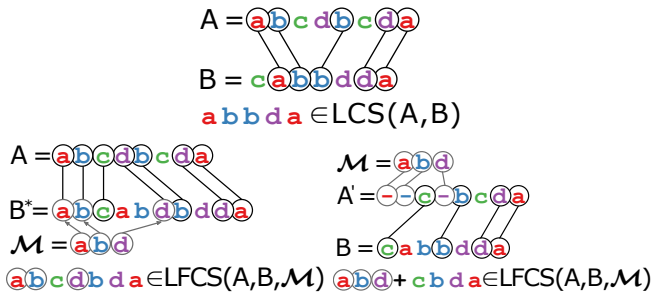 A = a b c d b c d a
B = c a b b d d a
a b b d a ∈ LCS(A,B)
A = a b c d b c d a
B* = a b c a b d b d d a
ℳ = a b d
a b c d b d a ∈ LFCS(A,B,ℳ)
ℳ = a b d
A' = - - c - b c d a
B = c a b b d d a
a b d + c b d a ∈ LFCS(A,B,ℳ)